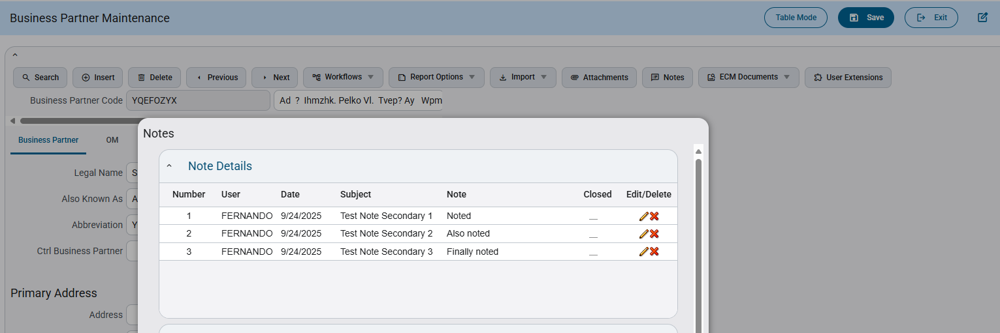 Business Partner Maintenance Table Mode Save Exit
Search Insert Delete Previous Next Workflows Report Options Import Attachments Notes ECM Documents User Extensions
Business Partner Code YQEFOZYX Ad ? Ihmzhk. Pelko Vl. Tvep? Ay Wpm
Business Partner OM
Legal Name S
Also Known As A
Abbreviation Y
Ctrl Business Partner
Primary Address
Address
Notes
Note Details
Number User Date Subject Note Closed Edit/Delete
1 FERNANDO 9/24/2025 Test Note Secondary 1 Noted
2 FERNANDO 9/24/2025 Test Note Secondary 2 Also noted
3 FERNANDO 9/24/2025 Test Note Secondary 3 Finally noted